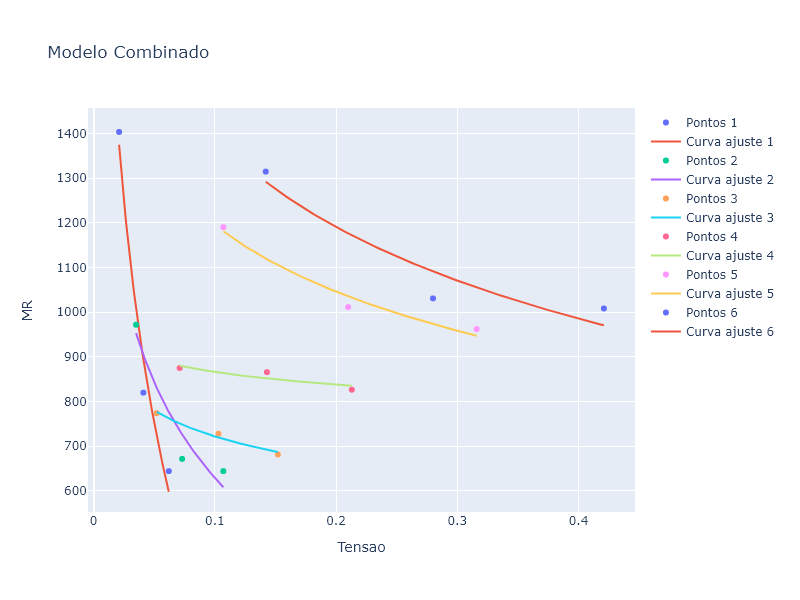 Modelo Combinado
1400
1300
1200
1100
1000
900
800
700
600
MR
0
0.1
0.2
0.3
0.4
Tensao
Pontos 1
Curva ajuste 1
Pontos 2
Curva ajuste 2
Pontos 3
Curva ajuste 3
Pontos 4
Curva ajuste 4
Pontos 5
Curva ajuste 5
Pontos 6
Curva ajuste 6